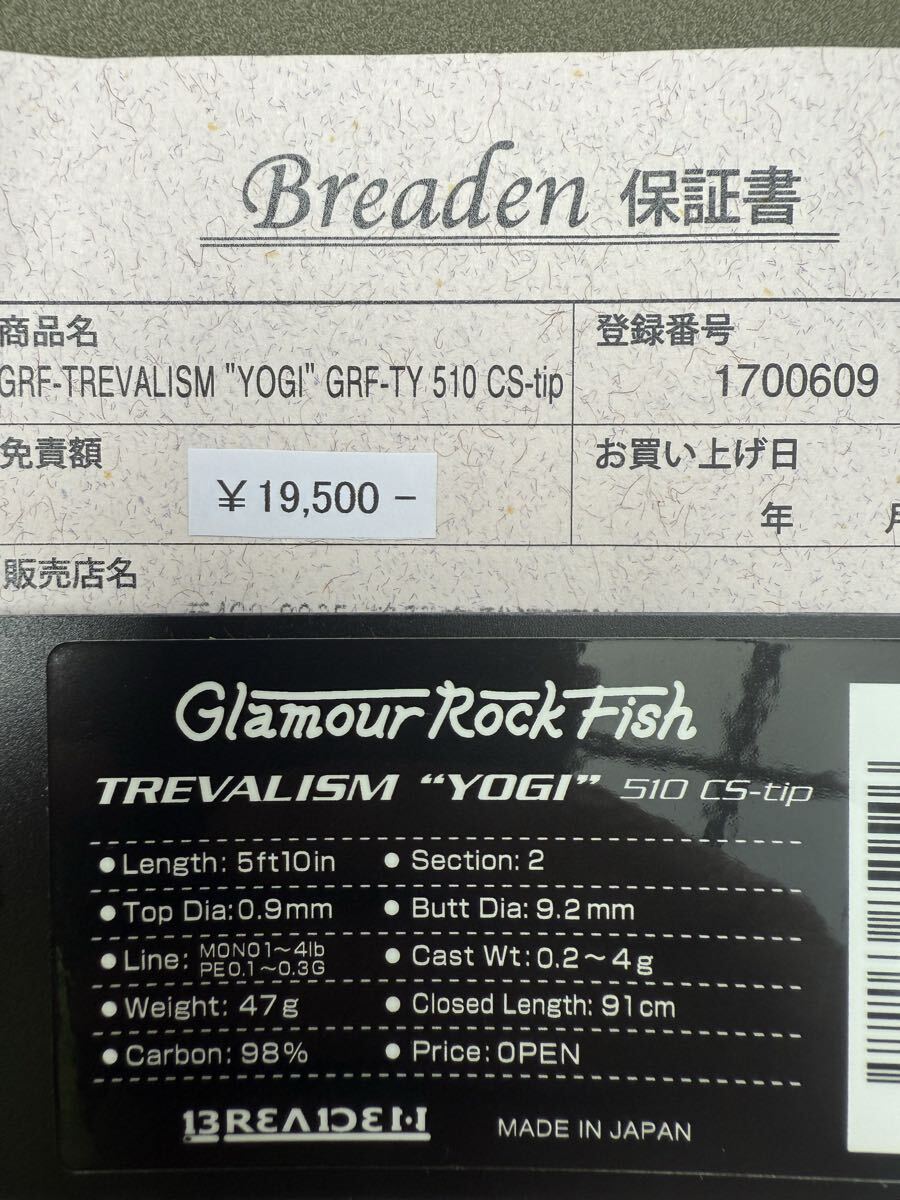 Breaden 保証書
商品名
GRF-TREVALISM "YOGI" GRF-TY 510 CS-tip
登録番号
1700609
免責額
￥19,500－
お買い上げ日
年 月
販売店名
Glamour Rock Fish
TREVALISM “YOGI” 510 CS-tip
●Length: 5ft10in ●Section: 2
●Top Dia:0.9mm ●Butt Dia: 9.2mm
●Line: MONO1～4lb
PE0.1～0.3G
●Cast Wt: 0.2～4g
●Weight: 47g ●Closed Length: 91cm
●Carbon: 98% ●Price: OPEN
BREADEN MADE IN JAPAN